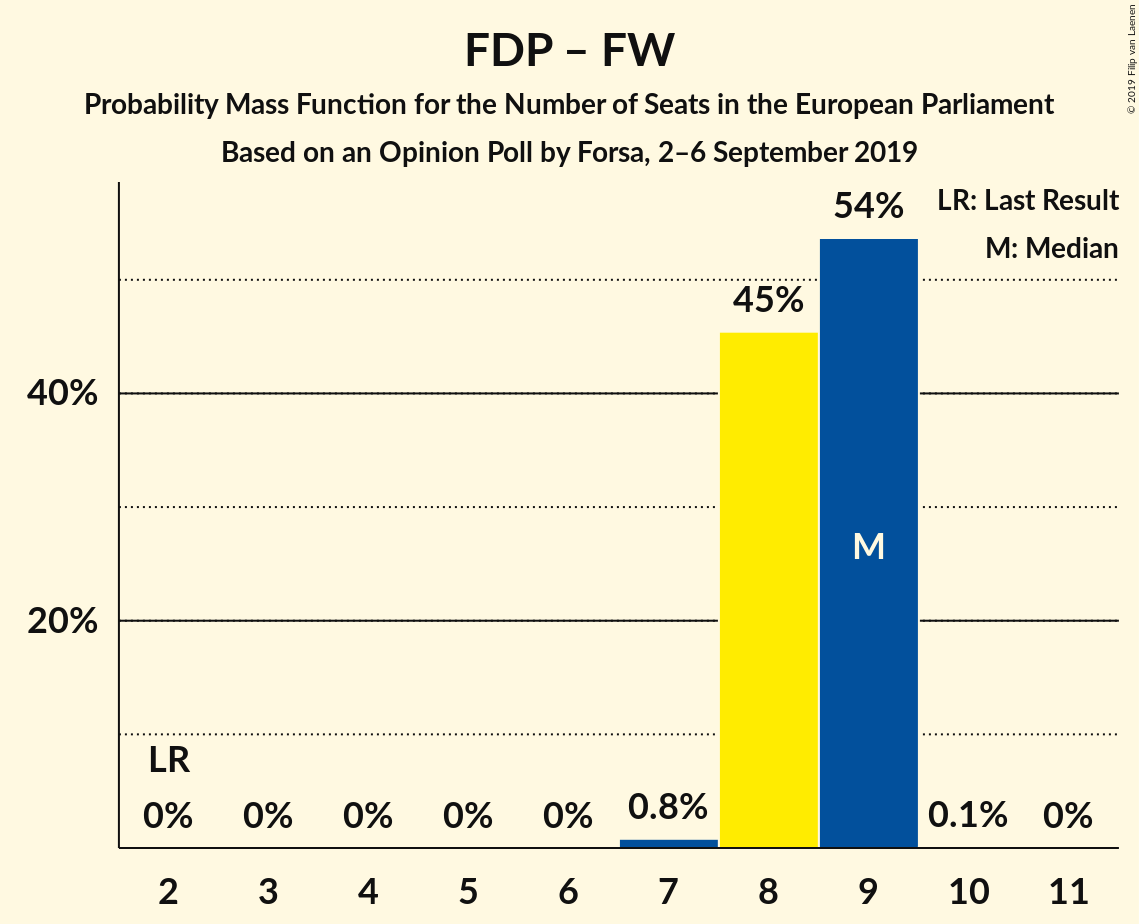 FDP – FW
Probability Mass Function for the Number of Seats in the European Parliament
Based on an Opinion Poll by Forsa, 2–6 September 2019
© 2019 Filip van Laenen
LR: Last Result
M: Median
54%
45%
40%
M
20%
LR
0% 0% 0% 0% 0% 0.8% 0.1% 0%
2 3 4 5 6 7 8 9 10 11